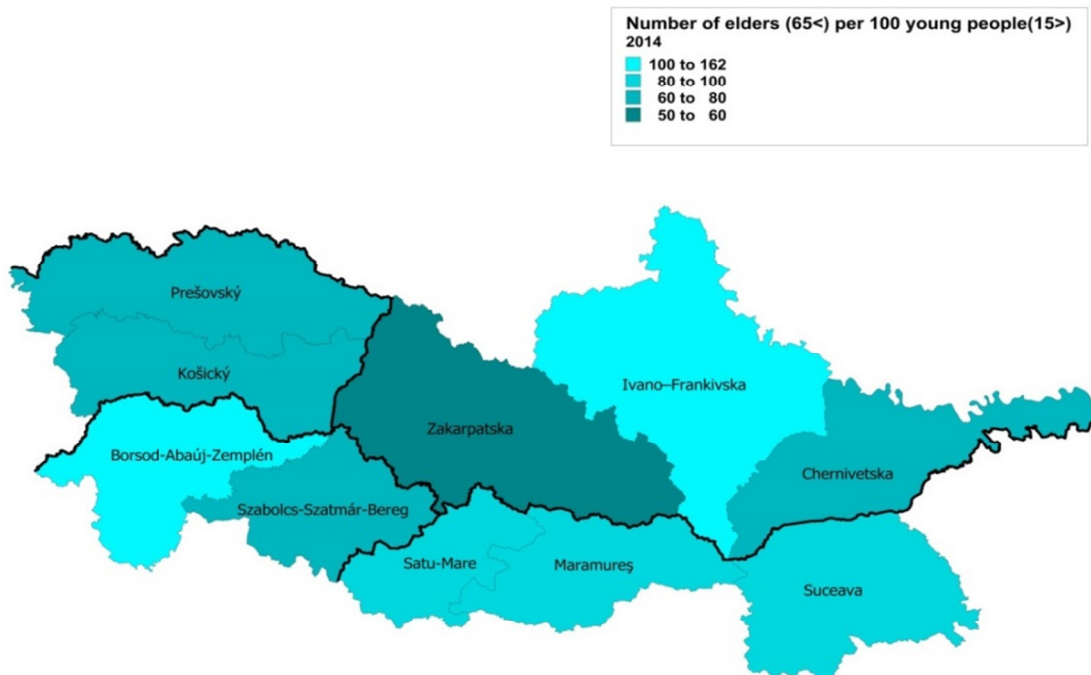 Number of elders (65<) per 100 young people(15>)
2014
100 to 162
80 to 100
60 to 80
50 to 60
Prešovský
Košický
Ivano–Frankivska
Zakarpatska
Borsod-Abaúj-Zemplén
Chernivetska
Szabolcs-Szatmár-Bereg
Satu-Mare
Maramureş
Suceava